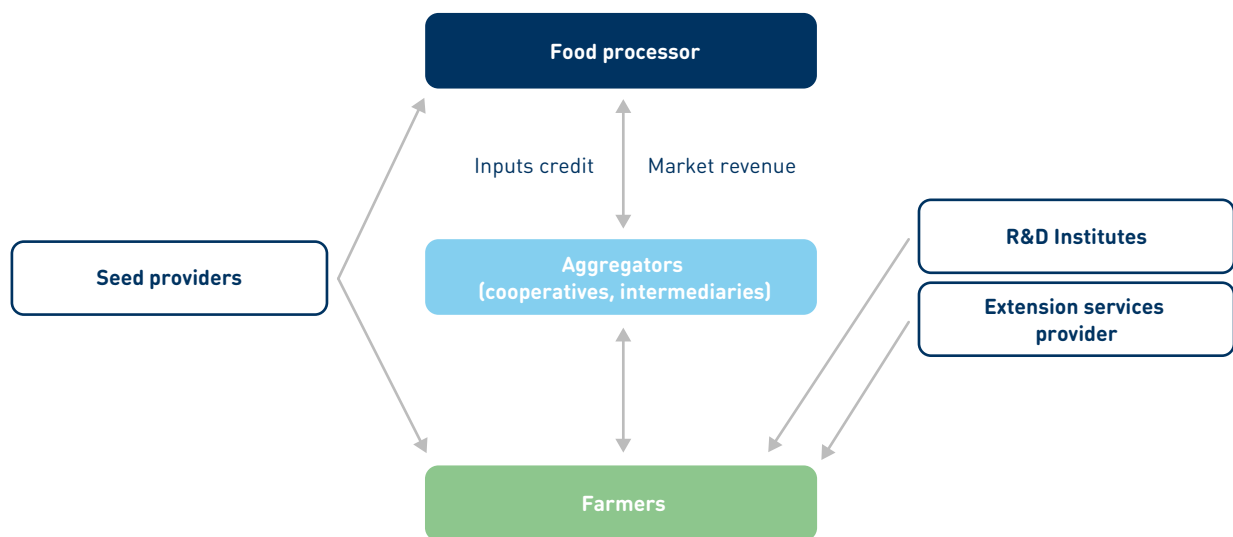 Food processor
Inputs credit
Market revenue
Seed providers
Aggregators
(cooperatives, intermediaries)
R&D Institutes
Extension services
provider
Farmers